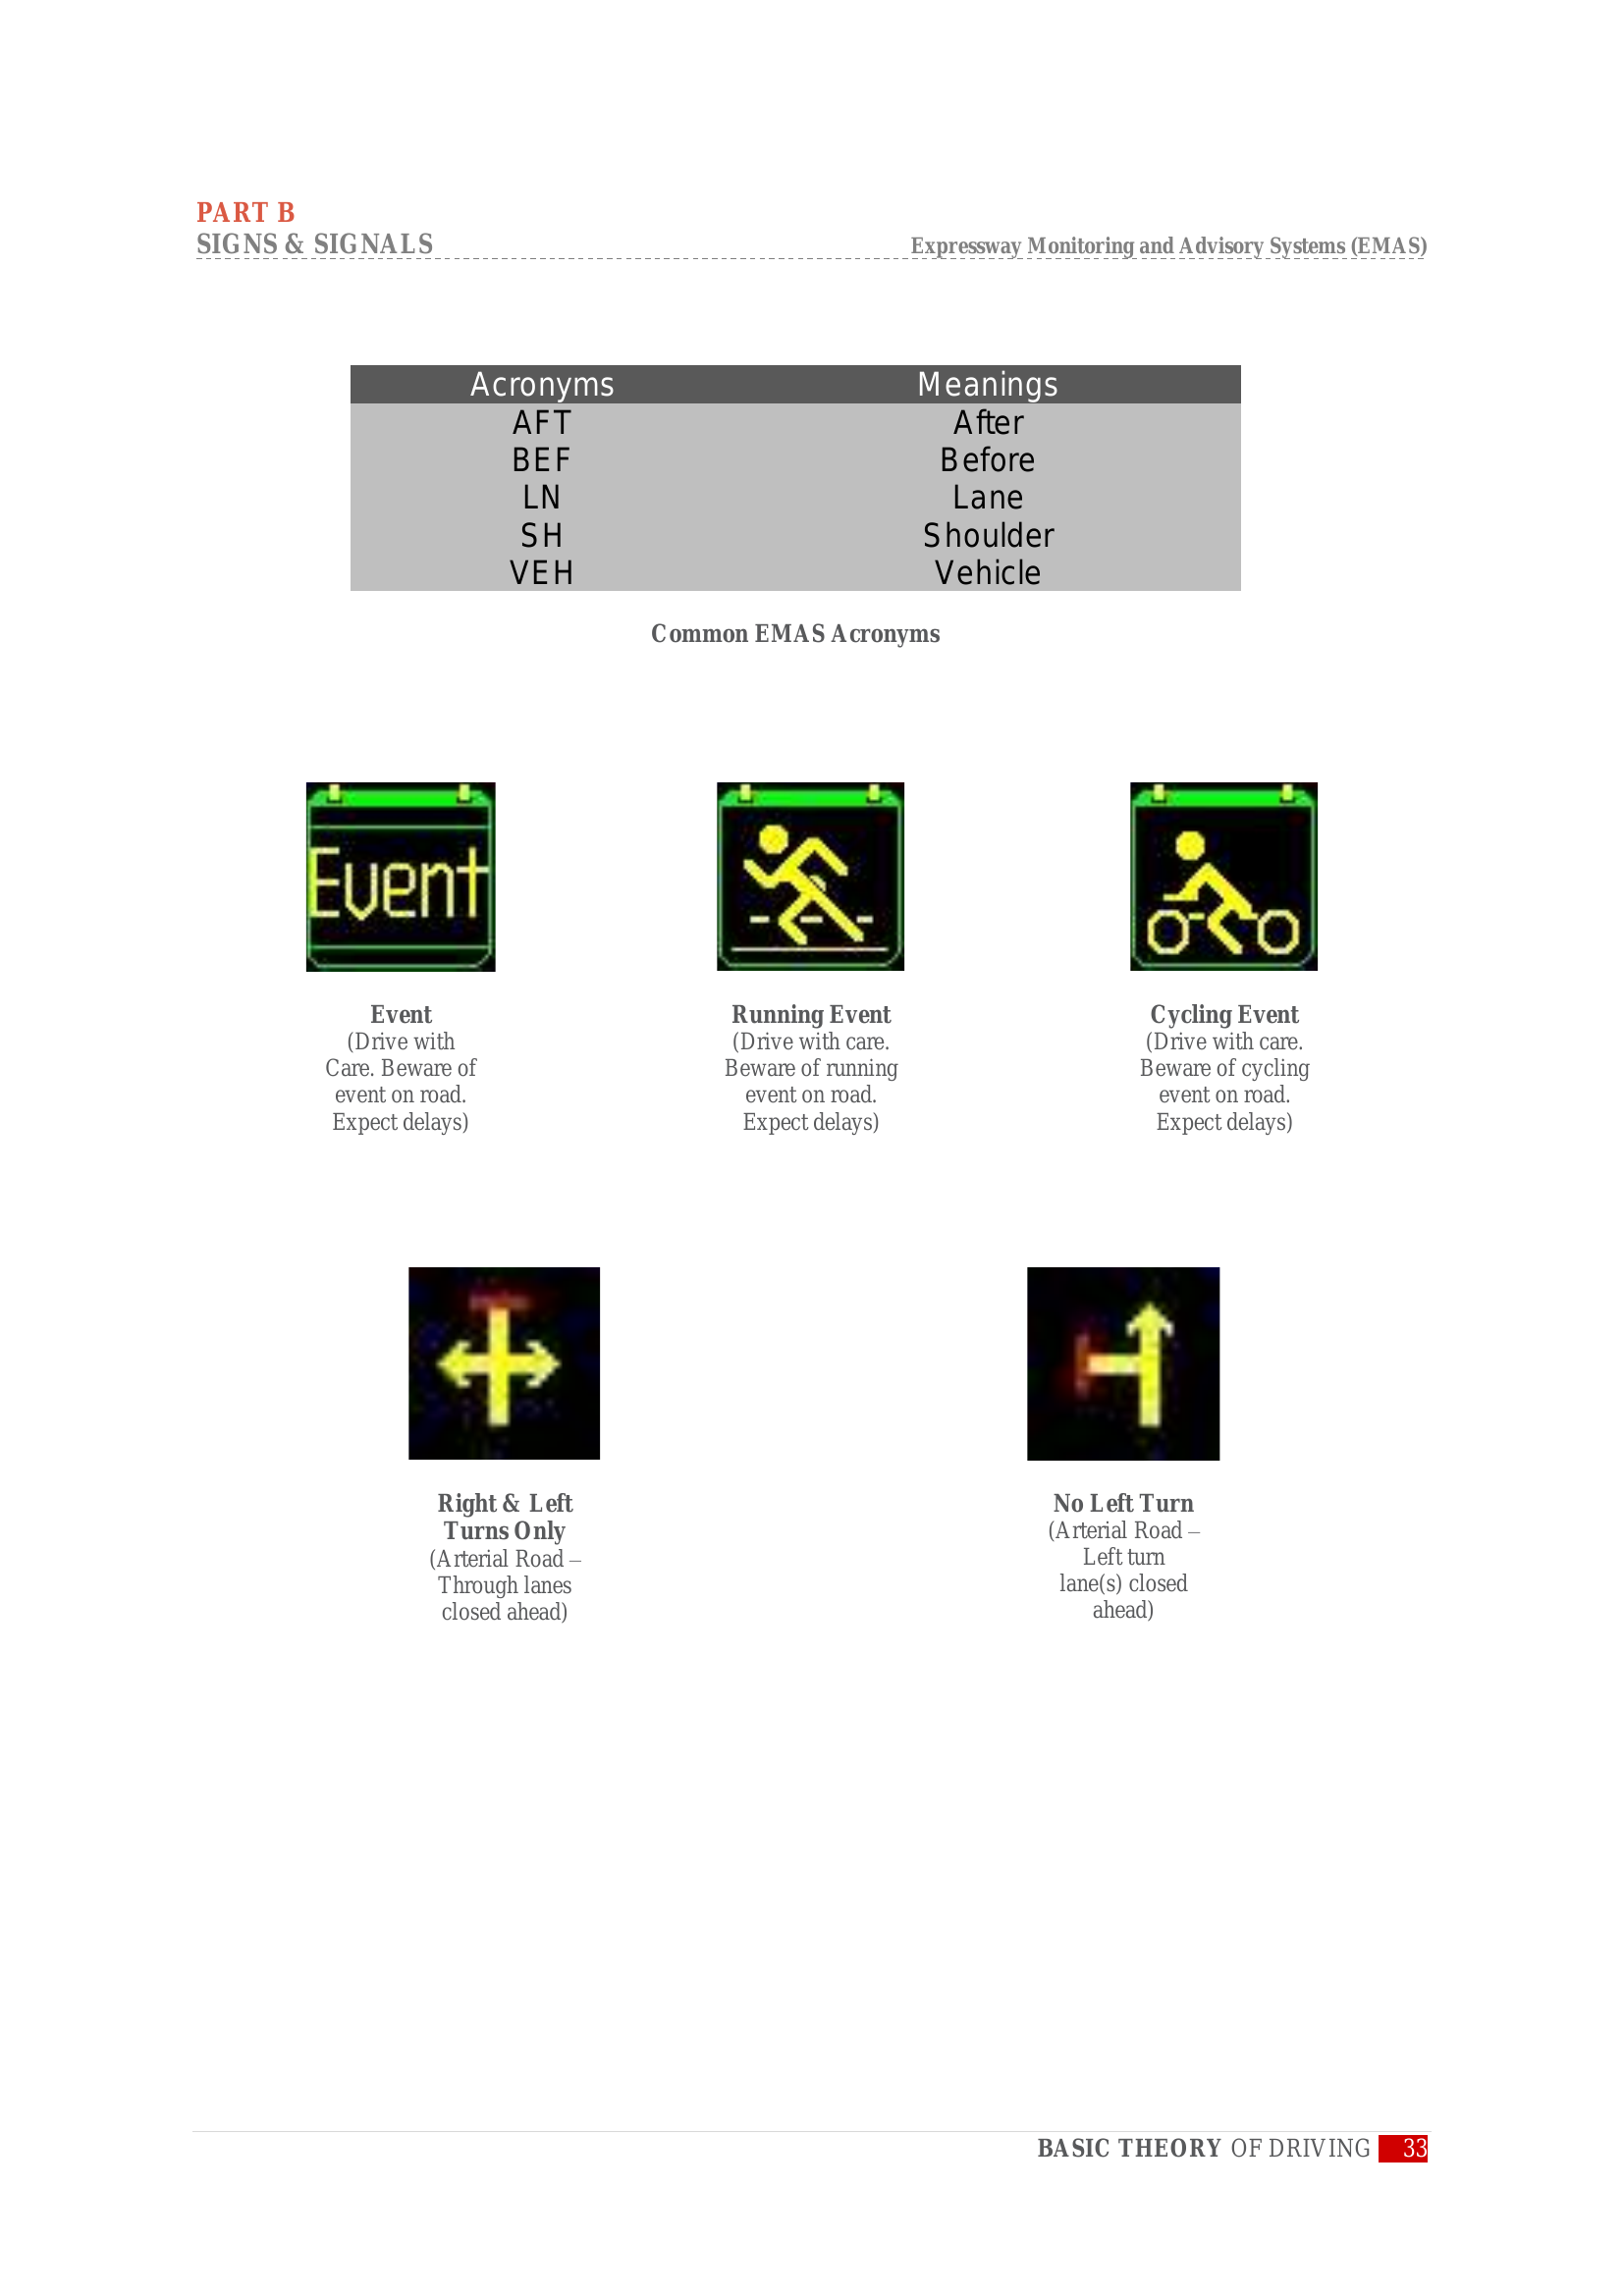 PART B
SIGNS & SIGNALS
Expressway Monitoring and Advisory Systems (EMAS)
Acronyms Meanings
AFT After
BEF Before
LN Lane
SH Shoulder
VEH Vehicle
Common EMAS Acronyms
Event
Event
(Drive with
Care. Beware of
event on road.
Expect delays)
Running Event
(Drive with care.
Beware of running
event on road.
Expect delays)
Cycling Event
(Drive with care.
Beware of cycling
event on road.
Expect delays)
Right & Left
Turns Only
(Arterial Road –
Through lanes
closed ahead)
No Left Turn
(Arterial Road –
Left turn
lane(s) closed
ahead)
BASIC THEORY OF DRIVING 33